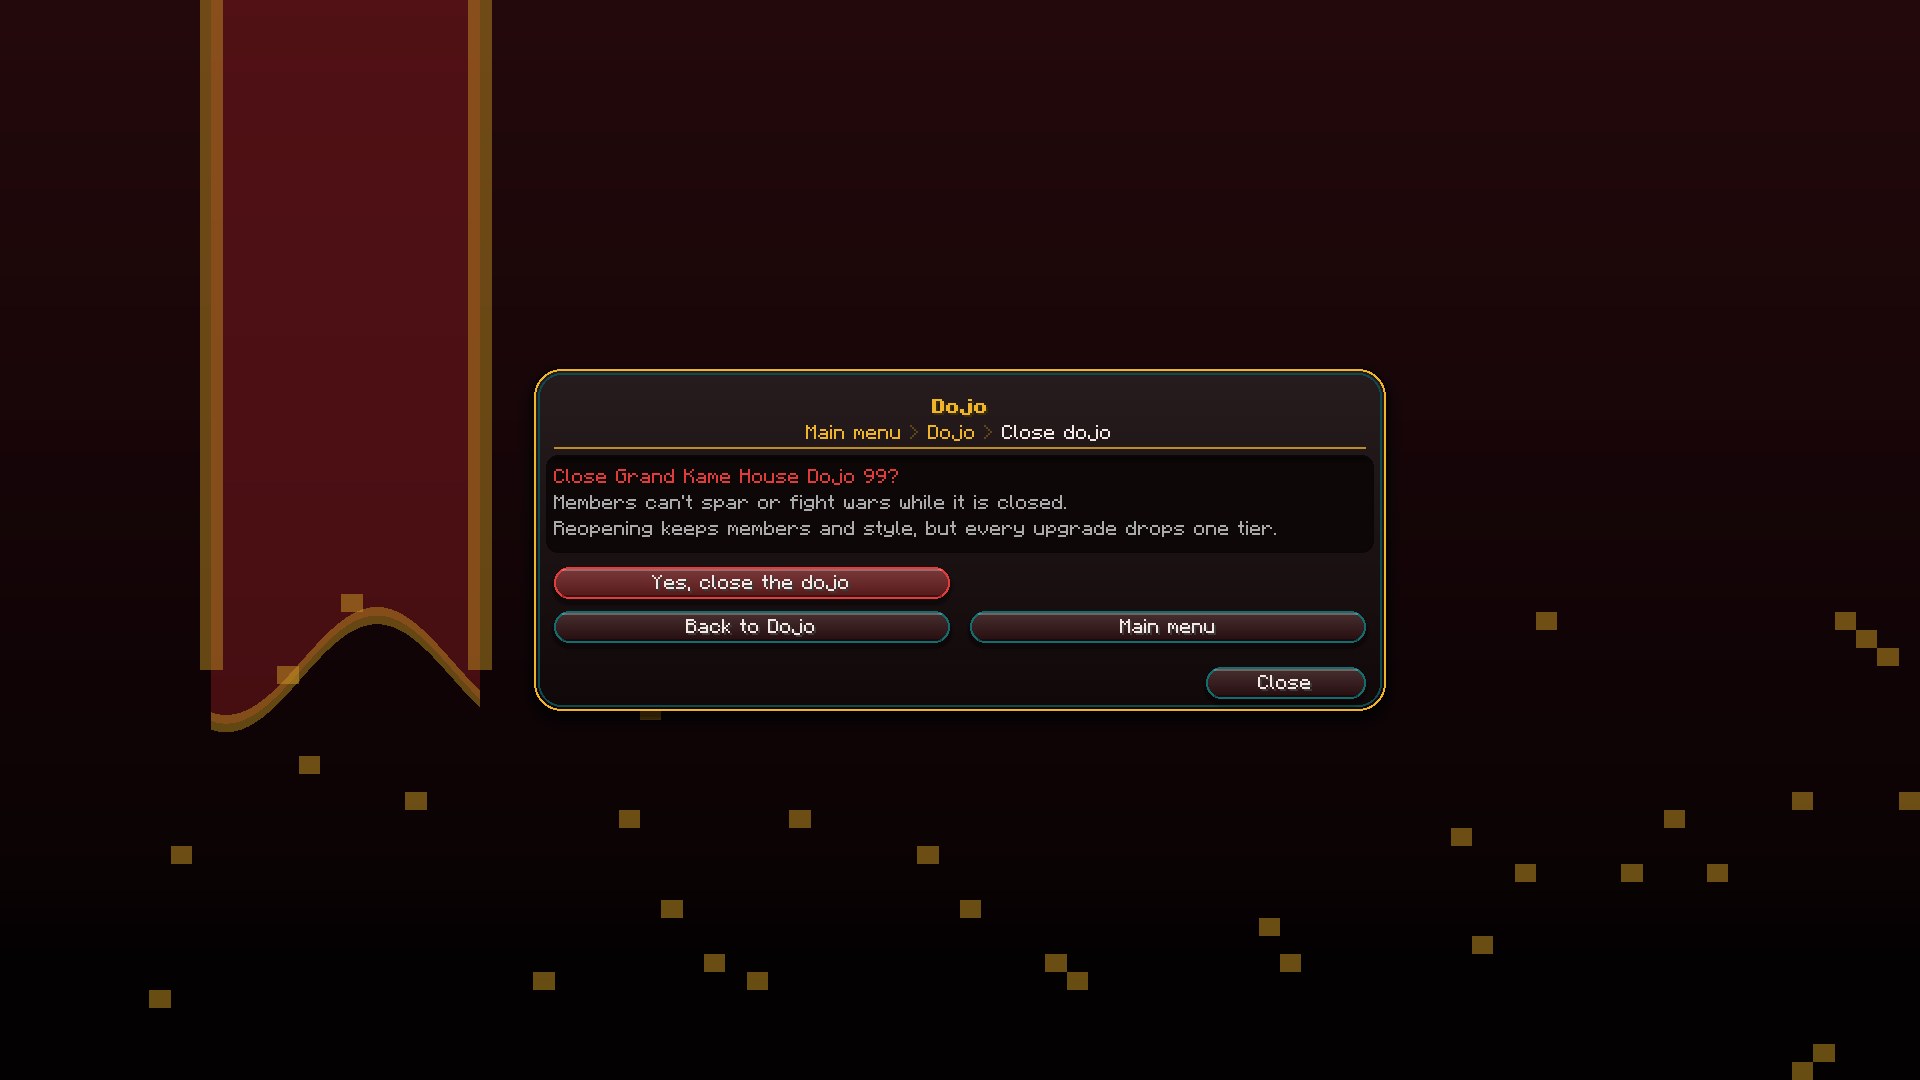 Dojo
Main menu > Dojo > Close dojo
Close Grand Kame House Dojo 99?
Members can't spar or fight wars while it is closed.
Reopening keeps members and style, but every upgrade drops one tier.
Yes, close the dojo
Back to Dojo
Main menu
Close